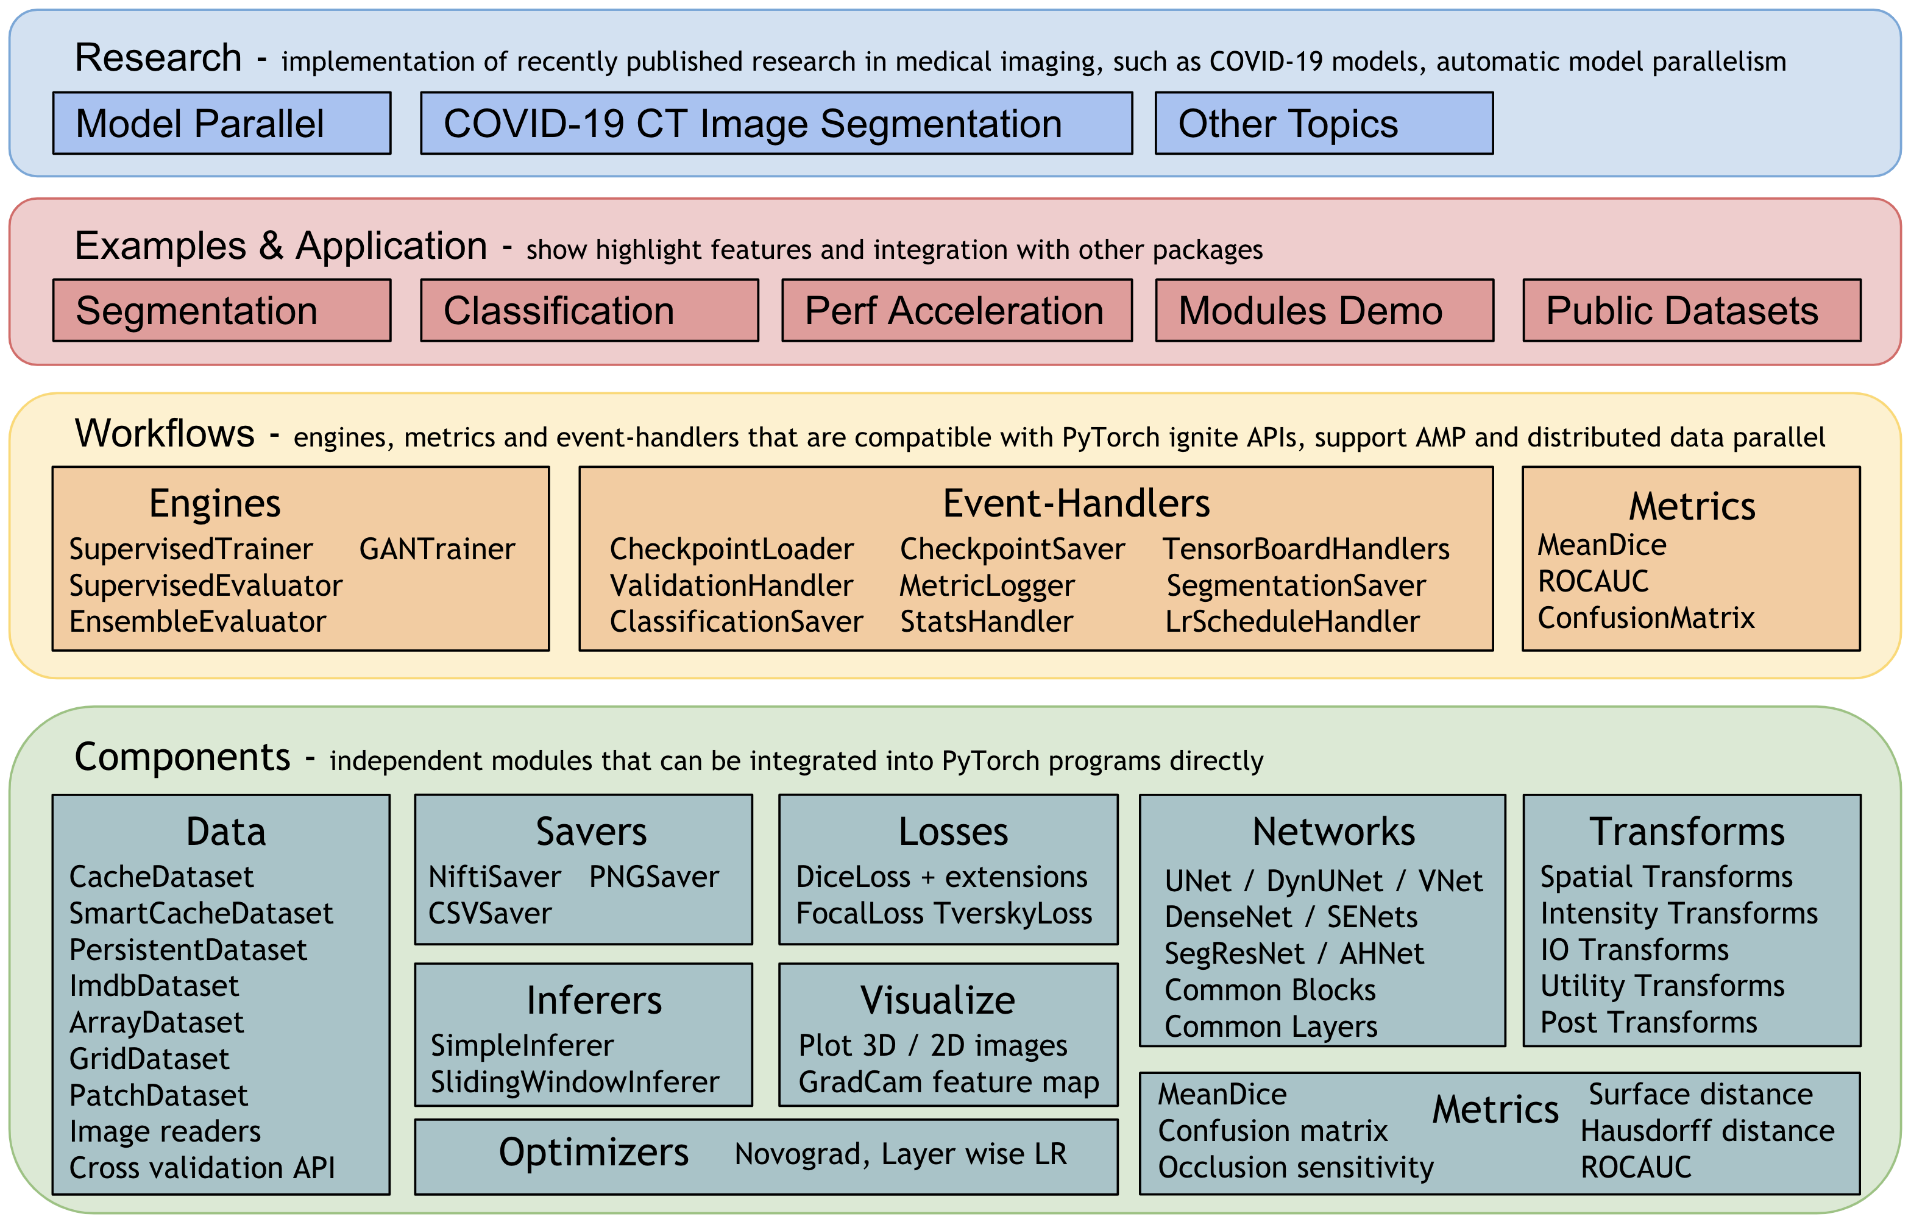 Research - implementation of recently published research in medical imaging, such as COVID-19 models, automatic model parallelism
Model Parallel
COVID-19 CT Image Segmentation
Other Topics
Examples & Application - show highlight features and integration with other packages
Segmentation
Classification
Perf Acceleration
Modules Demo
Public Datasets
Workflows - engines, metrics and event-handlers that are compatible with PyTorch ignite APIs, support AMP and distributed data parallel
Engines
SupervisedTrainer GANTrainer
SupervisedEvaluator
EnsembleEvaluator
Event-Handlers
CheckpointLoader CheckpointSaver TensorBoardHandlers
ValidationHandler MetricLogger SegmentationSaver
ClassificationSaver StatsHandler LrScheduleHandler
Metrics
MeanDice
ROCAUC
ConfusionMatrix
Components - independent modules that can be integrated into PyTorch programs directly
Data
CacheDataset
SmartCacheDataset
PersistentDataset
ImdbDataset
ArrayDataset
GridDataset
PatchDataset
Image readers
Cross validation API
Savers
NiftiSaver PNGSaver
CSVSaver
Losses
DiceLoss + extensions
FocalLoss TverskyLoss
Networks
UNet / DynUNet / VNet
DenseNet / SENets
SegResNet / AHNet
Common Blocks
Common Layers
Transforms
Spatial Transforms
Intensity Transforms
IO Transforms
Utility Transforms
Post Transforms
Inferers
SimpleInferer
SlidingWindowInferer
Visualize
Plot 3D / 2D images
GradCam feature map
Optimizers Novograd, Layer wise LR
Metrics
MeanDice
Confusion matrix
Occlusion sensitivity
Surface distance
Hausdorff distance
ROCAUC